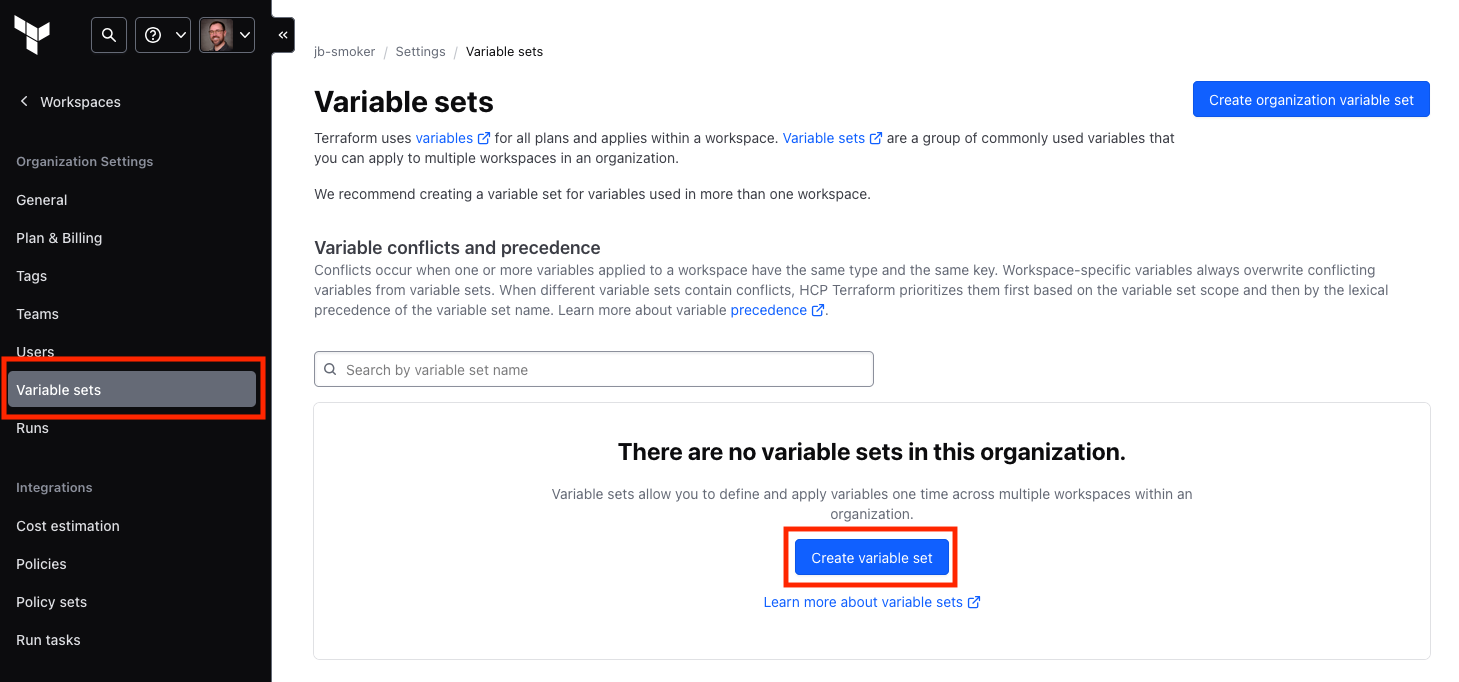 Workspaces
Organization Settings
General
Plan & Billing
Tags
Teams
Users
Variable sets
Runs
Integrations
Cost estimation
Policies
Policy sets
Run tasks
jb-smoker / Settings / Variable sets
Variable sets
Create organization variable set
Terraform uses variables for all plans and applies within a workspace. Variable sets are a group of commonly used variables that
you can apply to multiple workspaces in an organization.
We recommend creating a variable set for variables used in more than one workspace.
Variable conflicts and precedence
Conflicts occur when one or more variables applied to a workspace have the same type and the same key. Workspace-specific variables always overwrite conflicting
variables from variable sets. When different variable sets contain conflicts, HCP Terraform prioritizes them first based on the variable set scope and then by the lexical
precedence of the variable set name. Learn more about variable precedence.
Search by variable set name
There are no variable sets in this organization.
Variable sets allow you to define and apply variables one time across multiple workspaces within an
organization.
Create variable set
Learn more about variable sets